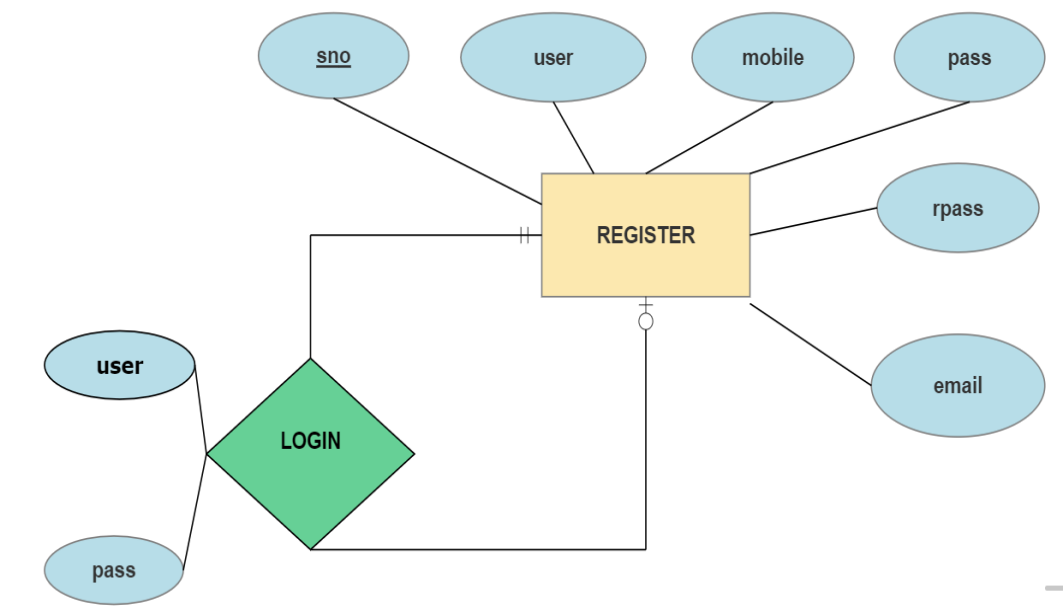 sno
user
mobile
pass
rpass
REGISTER
email
user
LOGIN
pass